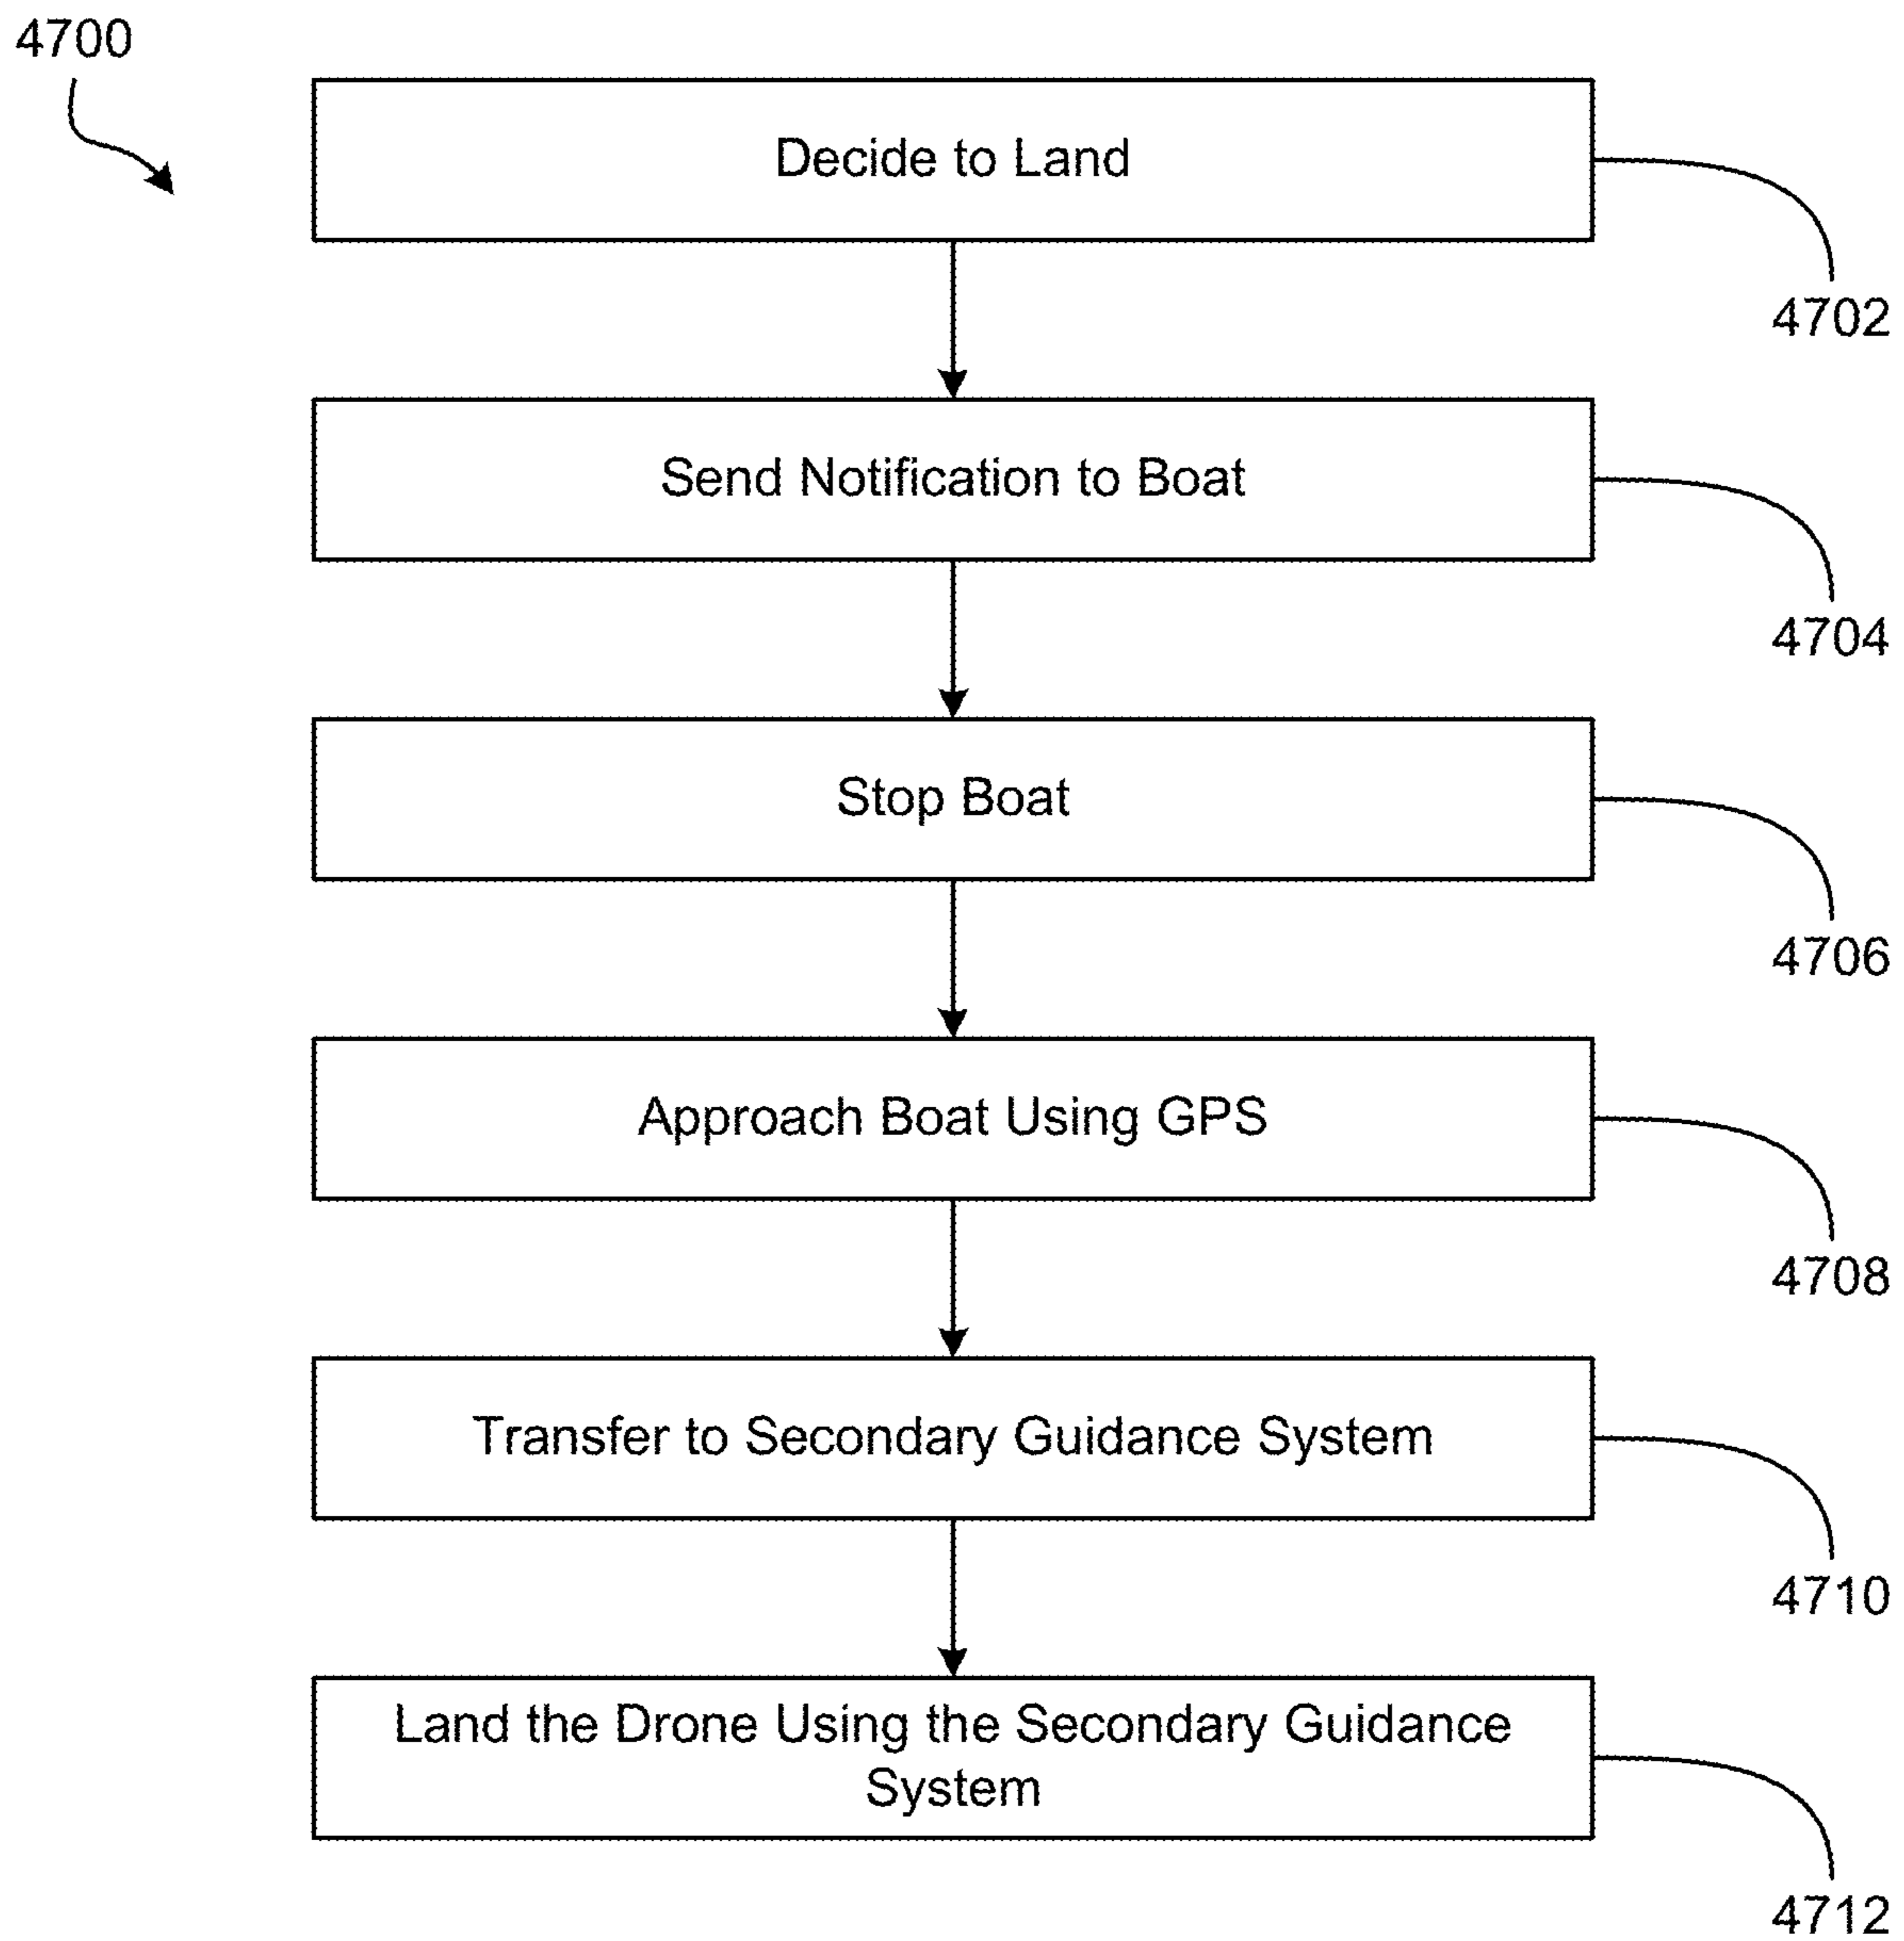 4700
Decide to Land
4702
Send Notification to Boat
4704
Stop Boat
4706
Approach Boat Using GPS
4708
Transfer to Secondary Guidance System
4710
Land the Drone Using the Secondary Guidance
System
4712